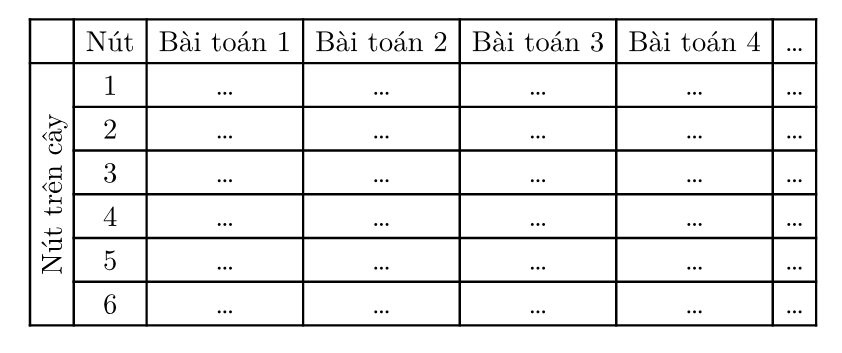 Nút Bài toán 1 Bài toán 2 Bài toán 3 Bài toán 4 ...
Nút trên cây
1 ... ... ... ... ...
2 ... ... ... ... ...
3 ... ... ... ... ...
4 ... ... ... ... ...
5 ... ... ... ... ...
6 ... ... ... ... ...